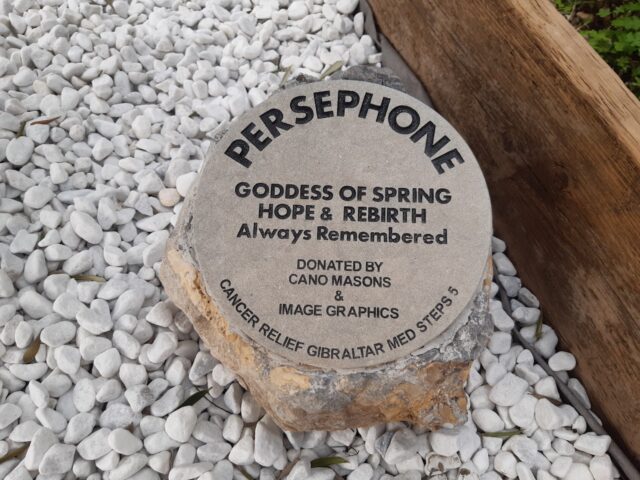 PERSEPHONE
GODDESS OF SPRING
HOPE & REBIRTH
Always Remembered
DONATED BY
CANO MASONS
&
IMAGE GRAPHICS
CANCER RELIEF GIBRALTAR MED STEPS 5